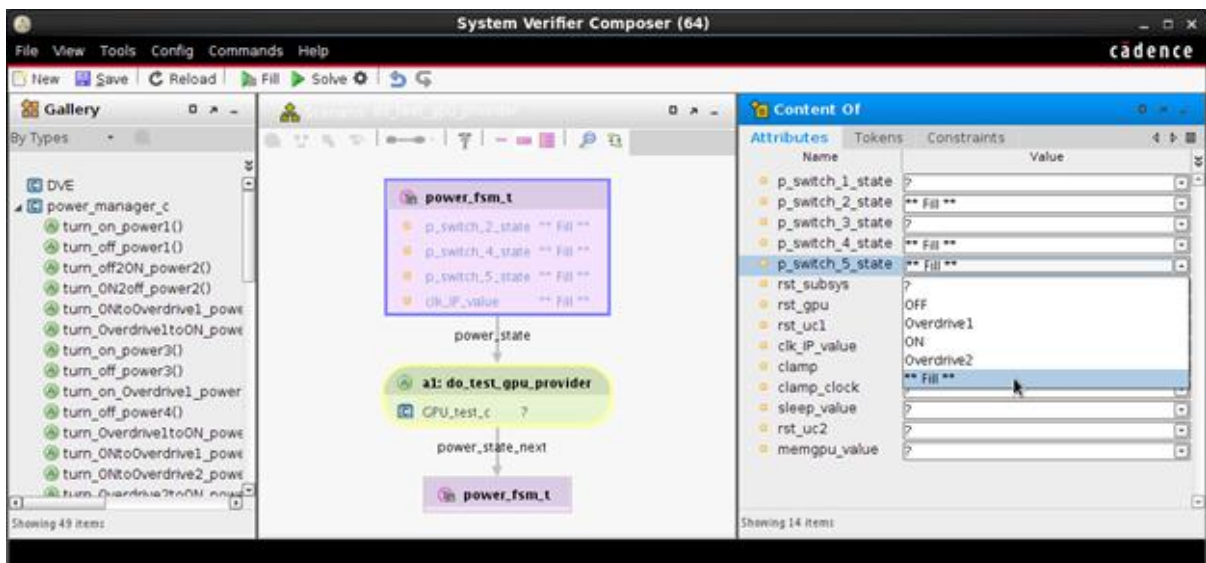 System Verifier Composer (64)
File View Tools Config Commands Help
cādence
New Save Reload Fill Solve
Gallery
By Types
DVE
power_manager_c
turn_on_power1()
turn_off_power1()
turn_off2ON_power2()
turn_ON2off_power2()
turn_ONtoOverdrive1_powe
turn_Overdrive1toON_powe
turn_on_power3()
turn_off_power3()
turn_on_Overdrive1_power
turn_off_power4()
turn_Overdrive1toON_powe
turn_ONtoOverdrive1_powe
turn_ONtoOverdrive2_powe
turn_Overdrive2toON_powe
Showing 49 items
power_fsm_t
p_switch_2_state ** Fill **
p_switch_4_state ** Fill **
p_switch_5_state ** Fill **
clk_IP_value ** Fill **
power_state
a1: do_test_gpu_provider
GPU_test_c ?
power_state_next
power_fsm_t
Content Of
Attributes Tokens Constraints
Name Value
p_switch_1_state ?
p_switch_2_state ** Fill **
p_switch_3_state ?
p_switch_4_state ** Fill **
p_switch_5_state ** Fill **
rst_subsys ?
rst_gpu OFF
rst_uc1 Overdrive1
clk_IP_value ON
clamp Overdrive2
** Fill **
clamp_clock
sleep_value ?
rst_uc2 ?
memgpu_value ?
Showing 14 items